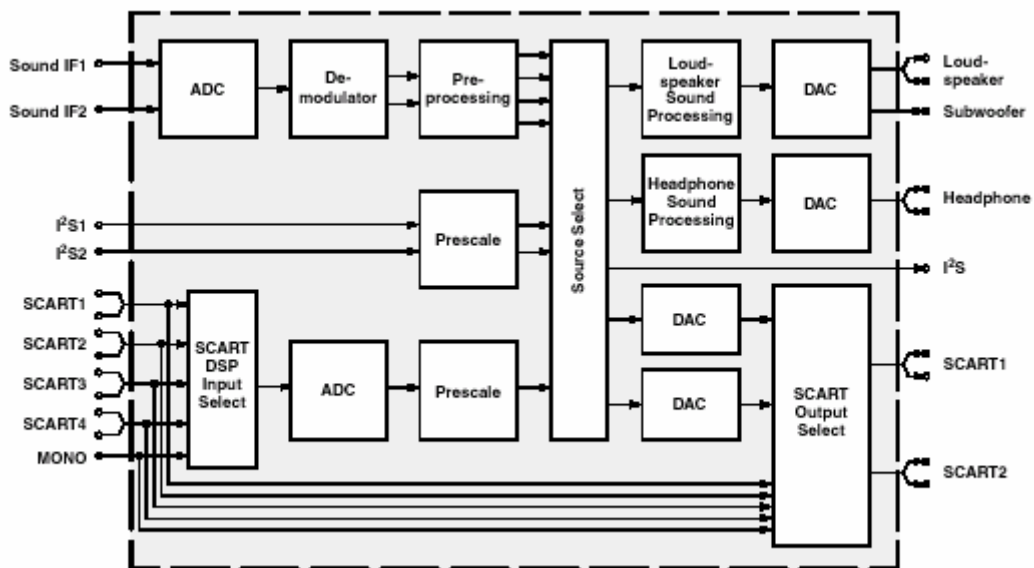 Sound IF1
Sound IF2
ADC
De-
modulator
Pre-
processing
Loud-
speaker
Sound
Processing
DAC
Loud-
speaker
Subwoofer
I²S1
I²S2
Prescale
Source Select
Headphone
Sound
Processing
DAC
Headphone
I²S
SCART1
SCART2
SCART3
SCART4
MONO
SCART
DSP
Input
Select
ADC
Prescale
DAC
DAC
SCART
Output
Select
SCART1
SCART2